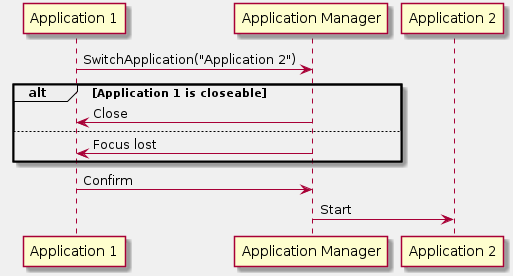 Application 1 Application Manager Application 2
SwitchApplication("Application 2")
alt [Application 1 is closeable]
Close
Focus lost
Confirm
Start
Application 1 Application Manager Application 2